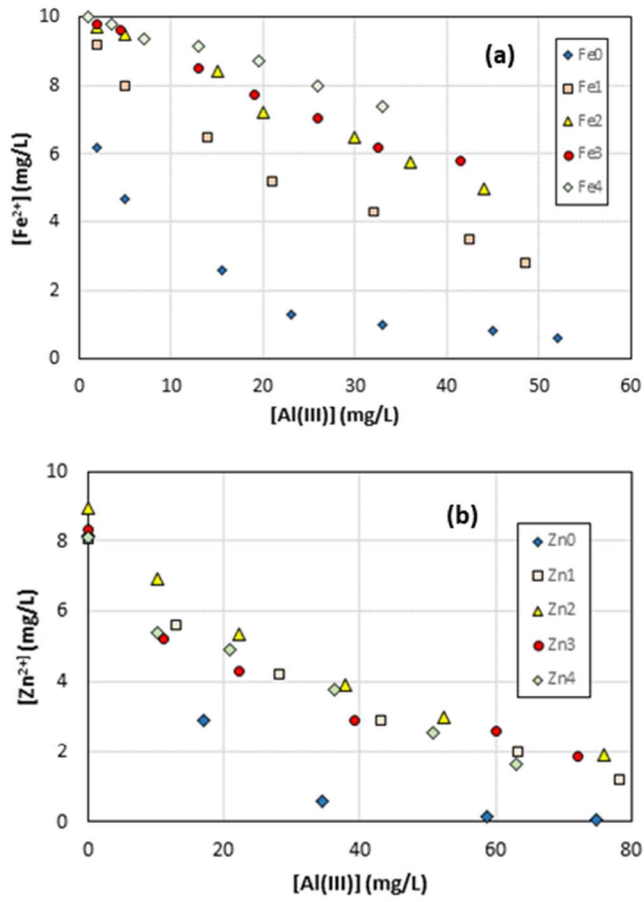 10
(a)
Fe0
8
Fe1
Fe2
6
Fe3
Fe4
[Fe2+] (mg/L)
4
2
0
0 10 20 30 40 50 60
[Al(III)] (mg/L)
10
(b)
8
Zn0
Zn1
6
Zn2
Zn3
[Zn2+] (mg/L)
4
Zn4
2
0
0 20 40 60 80
[Al(III)] (mg/L)